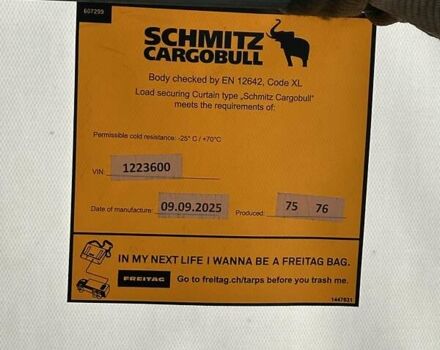 607299
SCHMITZ
CARGOBULL
Body checked by EN 12642, Code XL
Load securing Curtain type „Schmitz Cargobull"
meets the requirements of:
Permissible cold resistance: -25° C / +70°C
VIN: 1223600
Date of manufacture: 09.09.2025 Produced: 75 76
IN MY NEXT LIFE I WANNA BE A FREITAG BAG.
FREITAG Go to freitag.ch/tarps before you trash me.
1447631